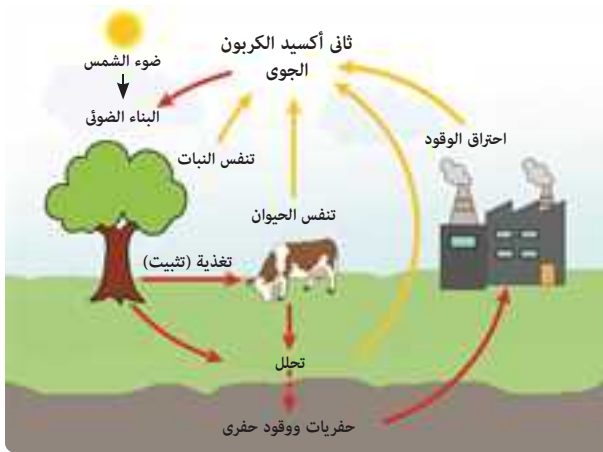 ثانى أكسيد الكربون
الجوى
ضوء الشمس
البناء الضوئى
تنفس النبات
احتراق الوقود
تنفس الحيوان
تغذية (تثبيت)
تحلل
حفريات ووقود حفرى